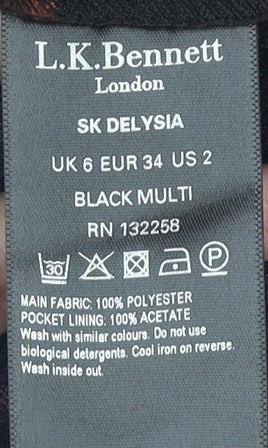 L.K.Bennett
London
SK DELYSIA
UK 6 EUR 34 US 2
BLACK MULTI
RN 132258
30 P
MAIN FABRIC: 100% POLYESTER
POCKET LINING: 100% ACETATE
Wash with similar colours. Do not use
biological detergents. Cool iron on reverse.
Wash inside out.